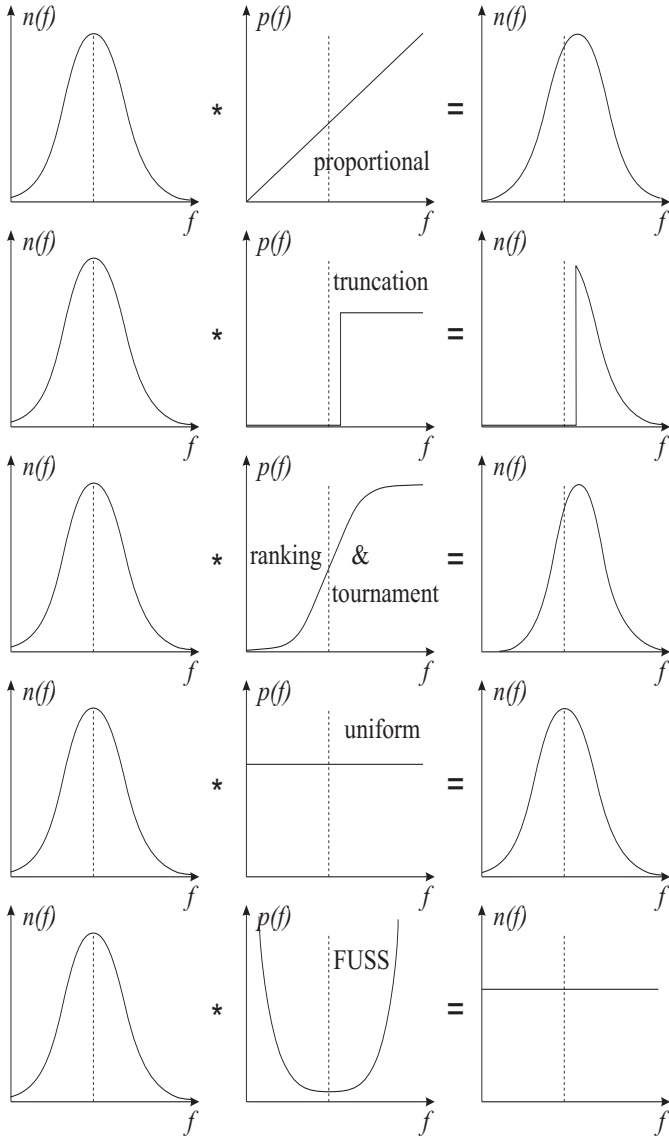 n(f) p(f) n(f)
* proportional =
f f f
n(f) p(f) n(f)
truncation
* =
f f f
n(f) p(f) n(f)
* ranking & =
tournament
f f f
n(f) p(f) n(f)
uniform
* =
f f f
n(f) p(f) n(f)
FUSS
* =
f f f